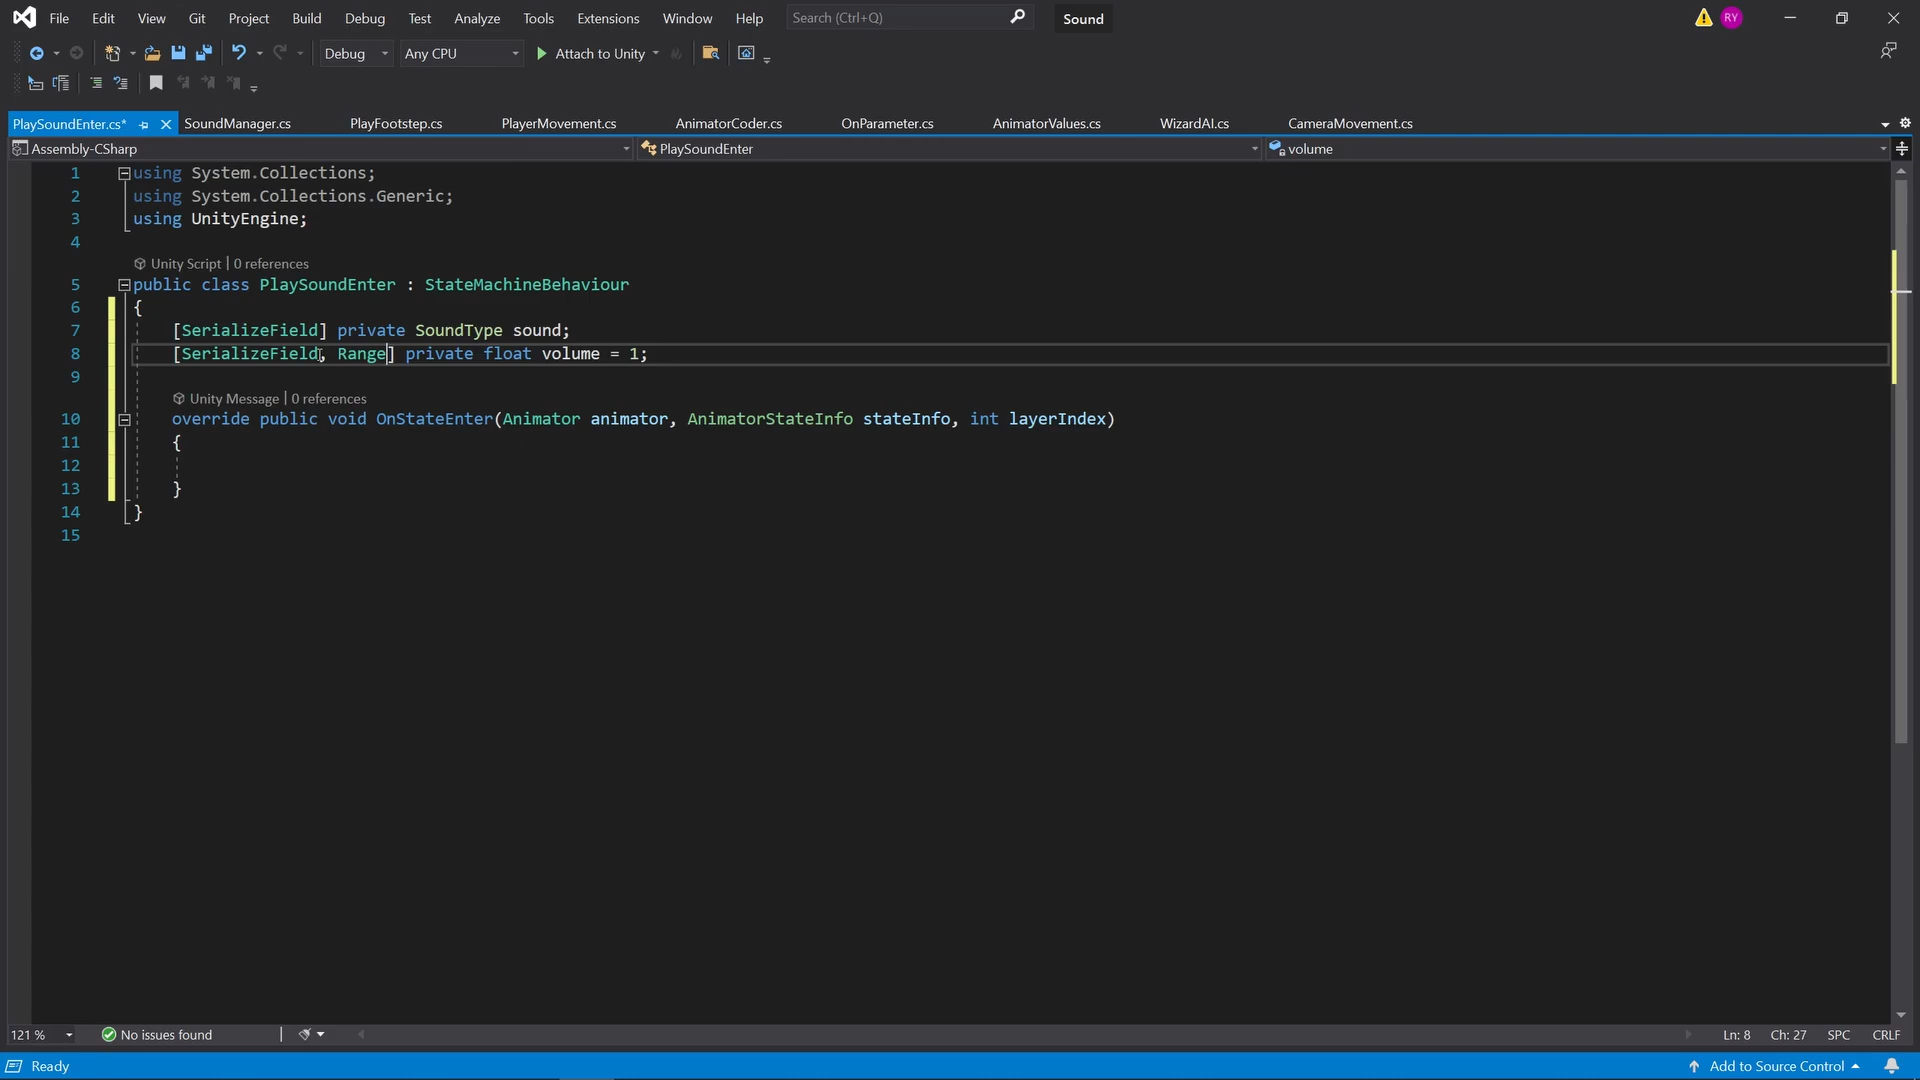 File Edit View Git Project Build Debug Test Analyze Tools Extensions Window Help Search (Ctrl+Q) Sound RY
Debug Any CPU Attach to Unity
PlaySoundEnter.cs* SoundManager.cs PlayFootstep.cs PlayerMovement.cs AnimatorCoder.cs OnParameter.cs AnimatorValues.cs WizardAI.cs CameraMovement.cs
Assembly-CSharp PlaySoundEnter volume
1 using System.Collections;
2 using System.Collections.Generic;
3 using UnityEngine;
4
Unity Script | 0 references
5 public class PlaySoundEnter : StateMachineBehaviour
6 {
7 [SerializeField] private SoundType sound;
8 [SerializeField, Range] private float volume = 1;
9
Unity Message | 0 references
10 override public void OnStateEnter(Animator animator, AnimatorStateInfo stateInfo, int layerIndex)
11 {
12
13 }
14 }
15
121 % No issues found Ln: 8 Ch: 27 SPC CRLF
Ready Add to Source Control